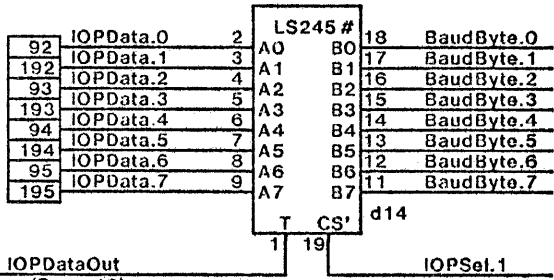 LS245 #
92 IOPData.0 2 A0 B0 18 BaudByte.0
192 IOPData.1 3 A1 B1 17 BaudByte.1
93 IOPData.2 4 A2 B2 16 BaudByte.2
193 IOPData.3 5 A3 B3 15 BaudByte.3
94 IOPData.4 6 A4 B4 14 BaudByte.4
194 IOPData.5 7 A5 B5 13 BaudByte.5
95 IOPData.6 8 A6 B6 12 BaudByte.6
195 IOPData.7 9 A7 B7 11 BaudByte.7
d14
T CS'
1 19
IOPDataOut IOPSel.1